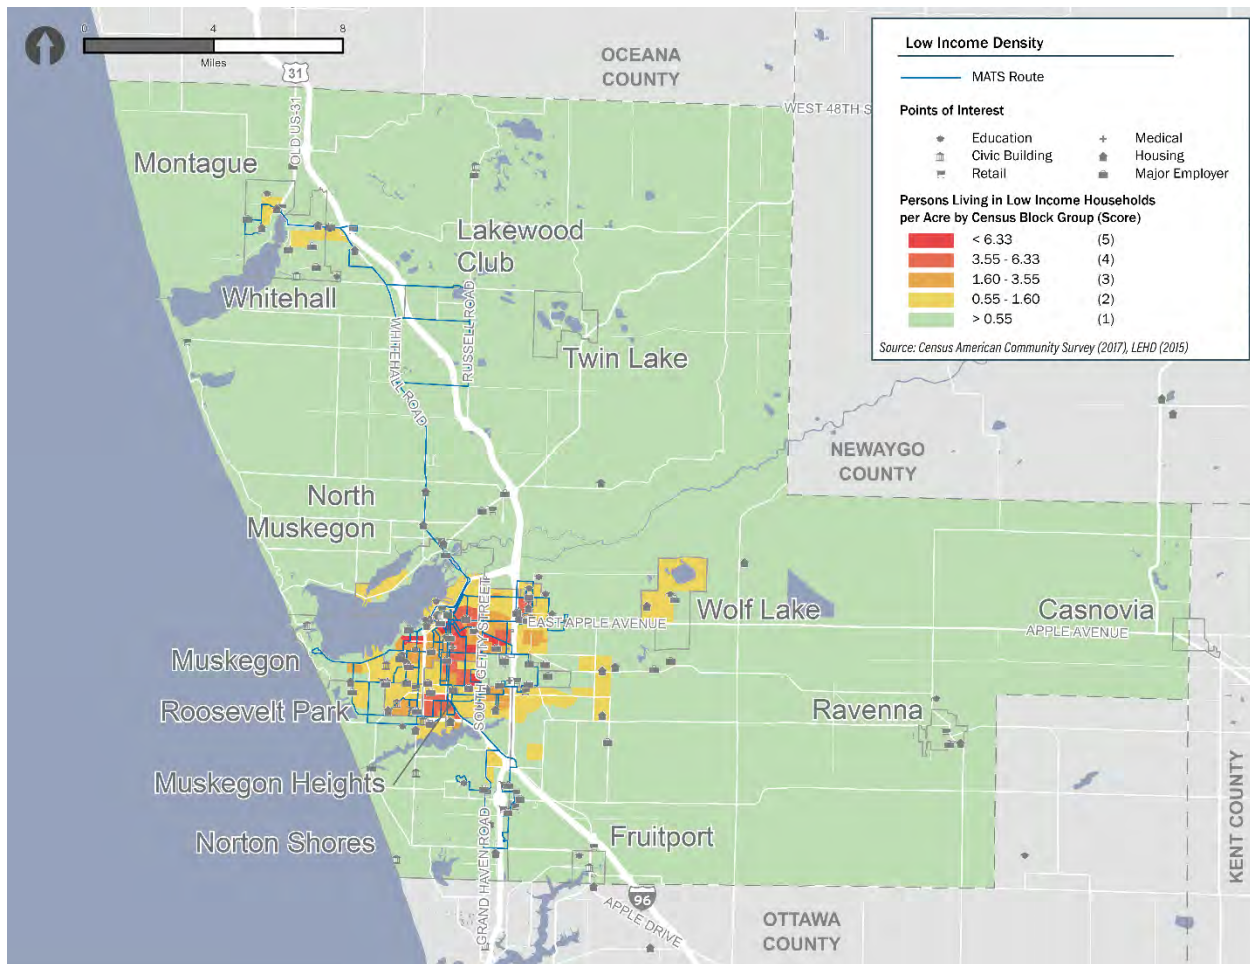 0 4 8
Miles
31
OCEANA
COUNTY
WEST 48TH S
OLD US-31
Montague
Lakewood
Club
Whitehall
RUSSELL ROAD
WHITEHALL ROAD
Twin Lake
NEWAYGO
COUNTY
North
Muskegon
SOUTH GETTY STREET
EAST APPLE AVENUE
Wolf Lake
Casnovia
APPLE AVENUE
Muskegon
Roosevelt Park
Ravenna
Muskegon Heights
Norton Shores
GRAND HAVEN ROAD
Fruitport
96
APPLE DRIVE
OTTAWA
COUNTY
KENT COUNTY
Low Income Density
MATS Route
Points of Interest
Education
Medical
Civic Building
Housing
Retail
Major Employer
Persons Living in Low Income Households
per Acre by Census Block Group (Score)
< 6.33 (5)
3.55 - 6.33 (4)
1.60 - 3.55 (3)
0.55 - 1.60 (2)
> 0.55 (1)
Source: Census American Community Survey (2017), LEHD (2015)